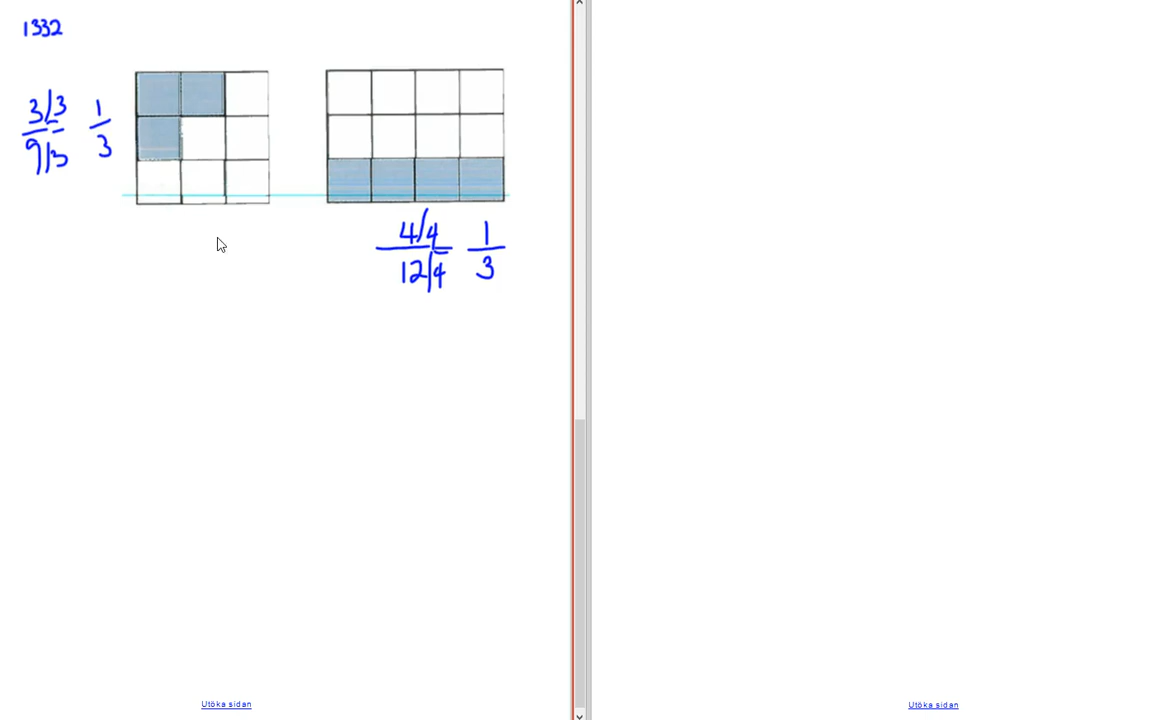 1332
3/3 = 1
9/3 3
4/4 = 1
12/4 3
Utöka sidan
Utöka sidan